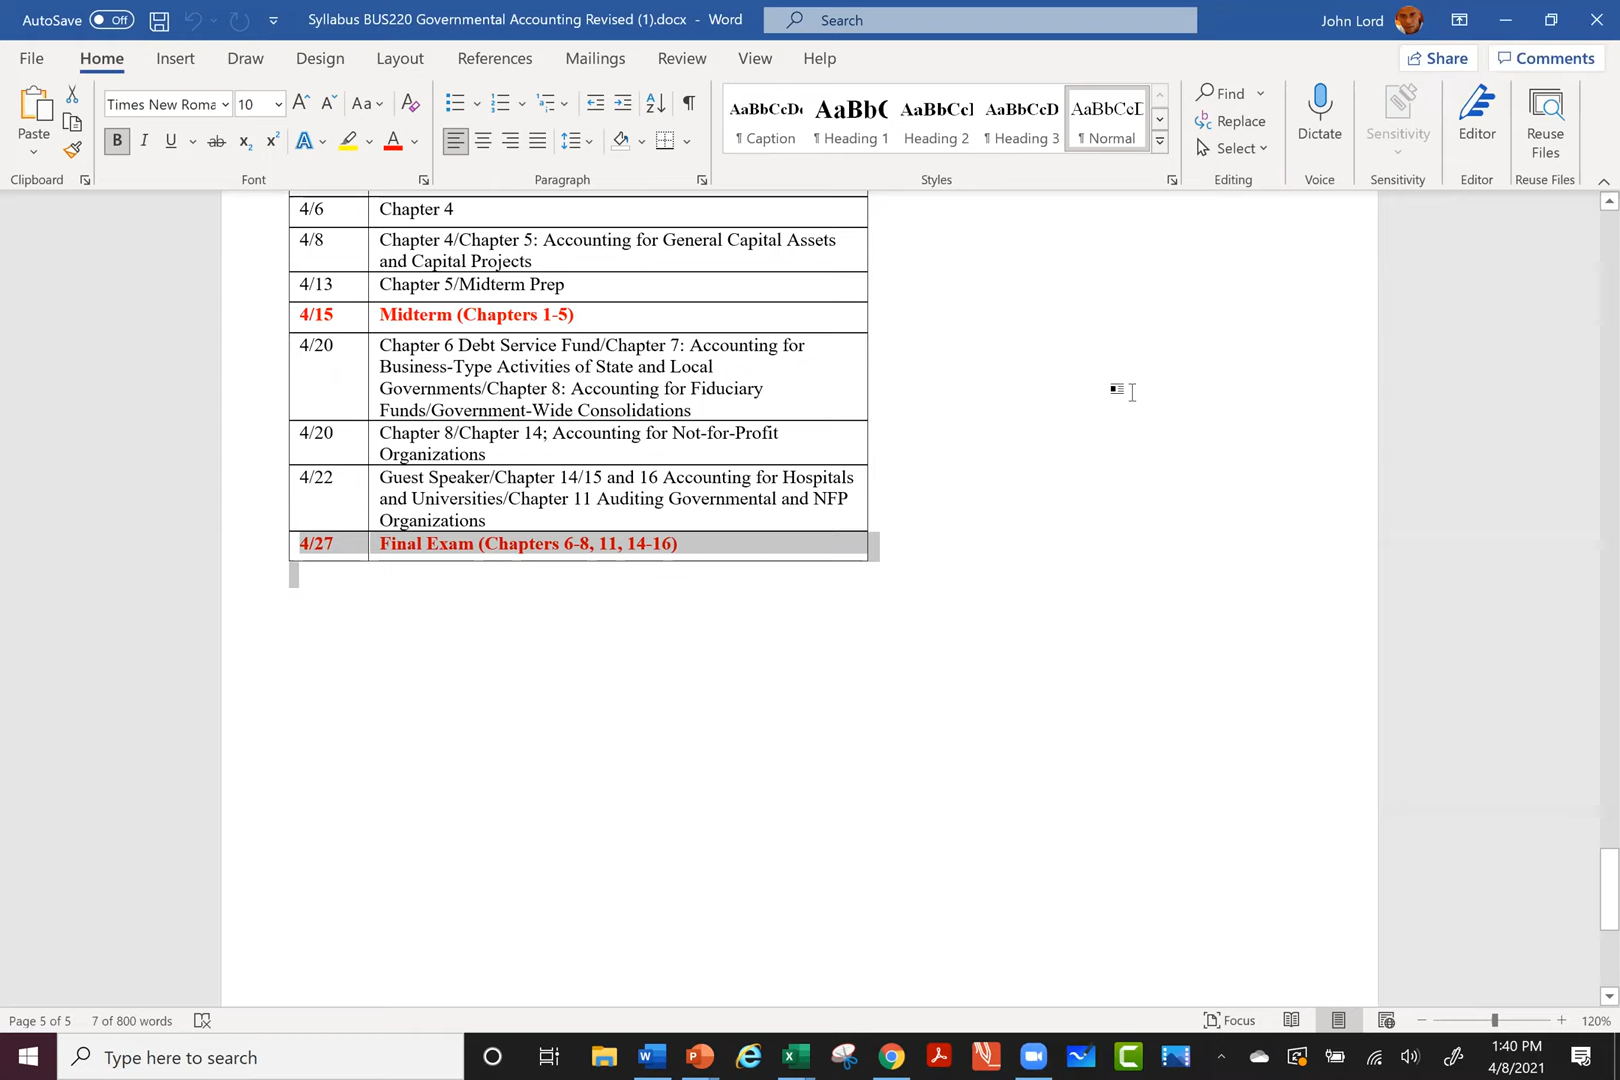 AutoSave Off Syllabus BUS220 Governmental Accounting Revised (1).docx - Word Search John Lord
File Home Insert Draw Design Layout References Mailings Review View Help Share Comments
Paste
Times New Roma 10
AaBbCcDc AaBb( AaBbCcl AaBbCcD AaBbCcD
¶ Caption ¶ Heading 1 Heading 2 ¶ Heading 3 ¶ Normal
Find
Replace
Select
Dictate Sensitivity Editor Reuse
Files
Clipboard Font Paragraph Styles Editing Voice Sensitivity Editor Reuse Files
4/6 Chapter 4
4/8 Chapter 4/Chapter 5: Accounting for General Capital Assets
and Capital Projects
4/13 Chapter 5/Midterm Prep
4/15 Midterm (Chapters 1-5)
4/20 Chapter 6 Debt Service Fund/Chapter 7: Accounting for
Business-Type Activities of State and Local
Governments/Chapter 8: Accounting for Fiduciary
Funds/Government-Wide Consolidations
4/20 Chapter 8/Chapter 14; Accounting for Not-for-Profit
Organizations
4/22 Guest Speaker/Chapter 14/15 and 16 Accounting for Hospitals
and Universities/Chapter 11 Auditing Governmental and NFP
Organizations
4/27 Final Exam (Chapters 6-8, 11, 14-16)
Page 5 of 5 7 of 800 words Focus 120%
Type here to search
1:40 PM
4/8/2021